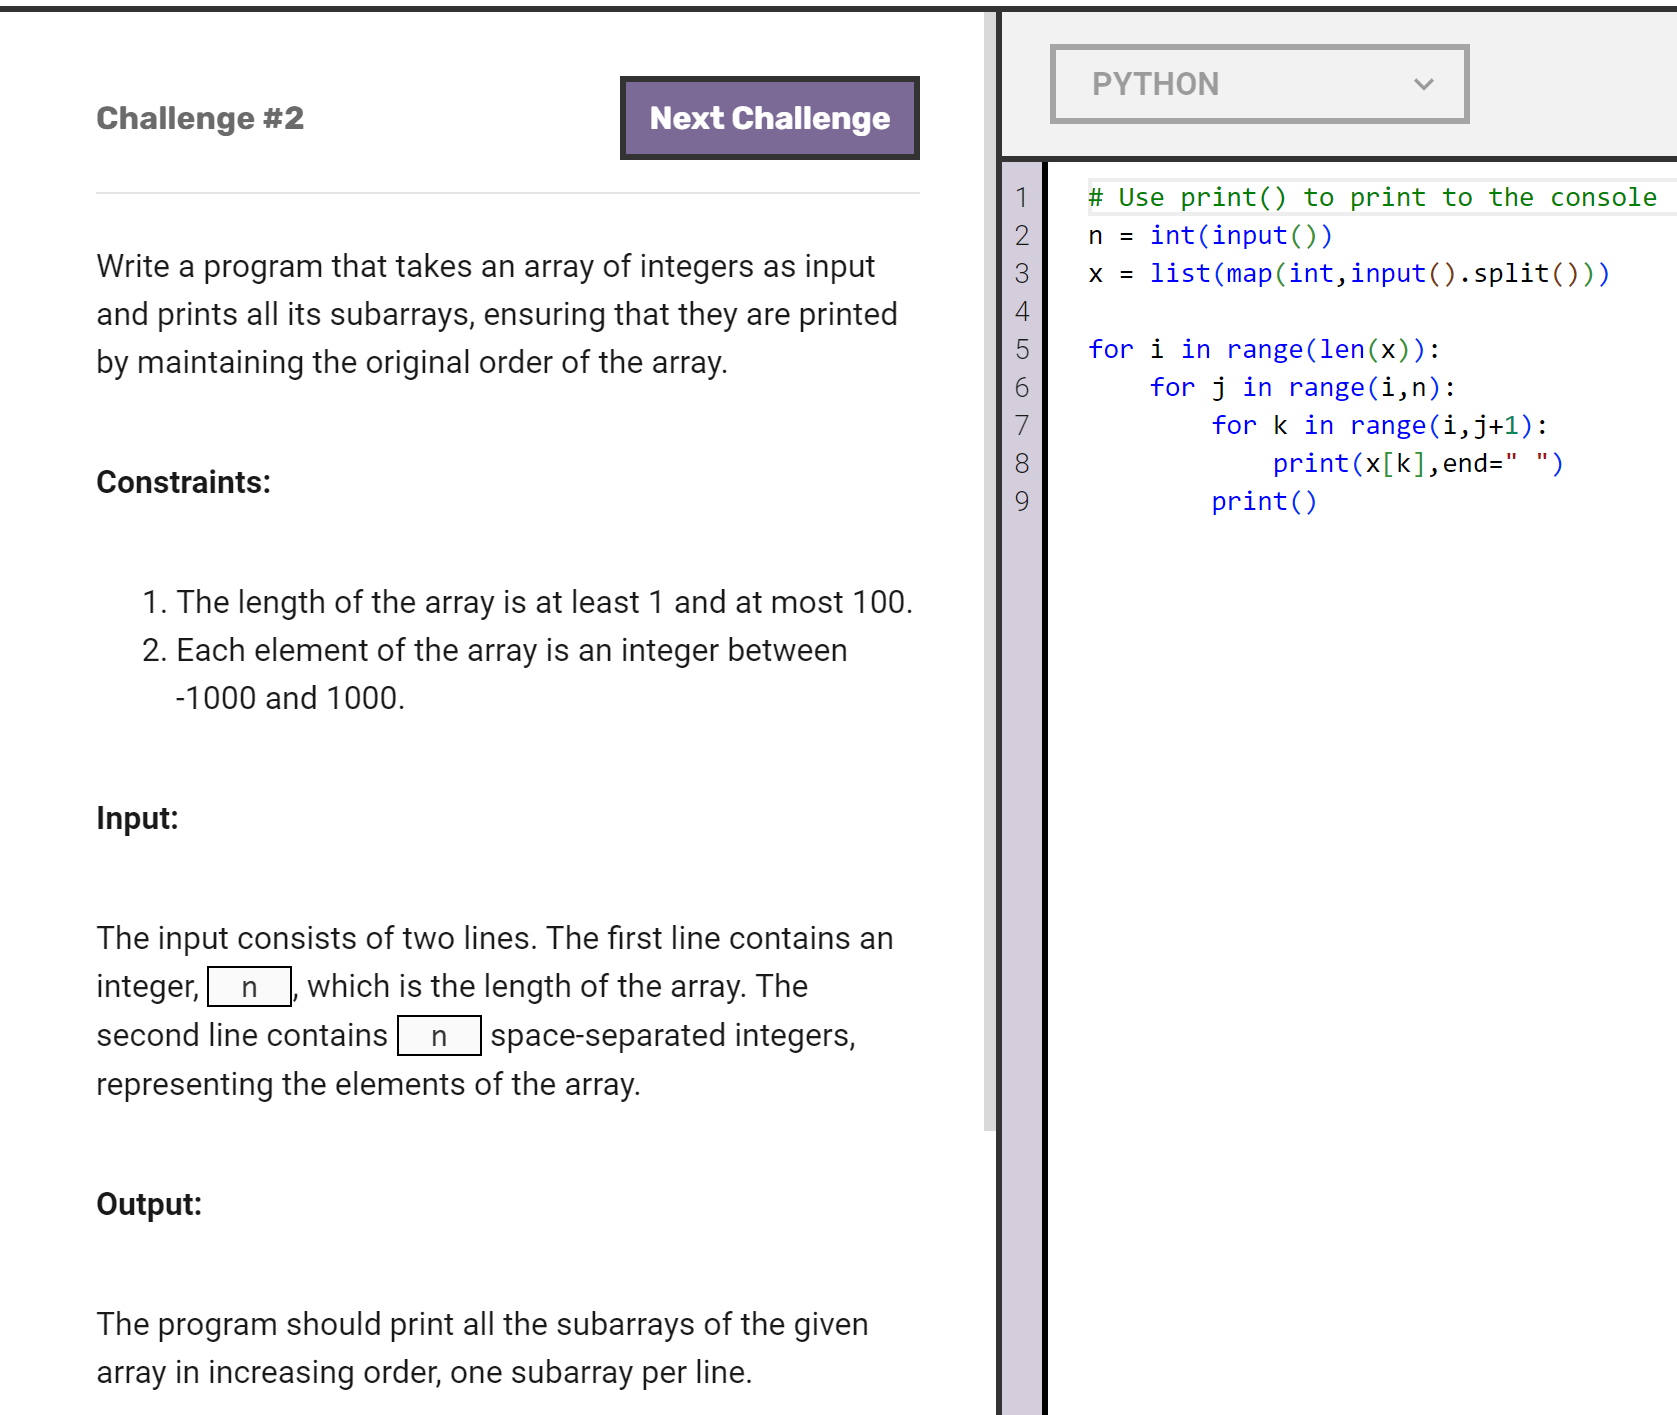 Challenge #2
Next Challenge
Write a program that takes an array of integers as input
and prints all its subarrays, ensuring that they are printed
by maintaining the original order of the array.
Constraints:
1. The length of the array is at least 1 and at most 100.
2. Each element of the array is an integer between
-1000 and 1000.
Input:
The input consists of two lines. The first line contains an
integer, n, which is the length of the array. The
second line contains n space-separated integers,
representing the elements of the array.
Output:
The program should print all the subarrays of the given
array in increasing order, one subarray per line.
PYTHON
1 # Use print() to print to the console
2 n = int(input())
3 x = list(map(int,input().split()))
4
5 for i in range(len(x)):
6     for j in range(i,n):
7         for k in range(i,j+1):
8             print(x[k],end=" ")
9         print()